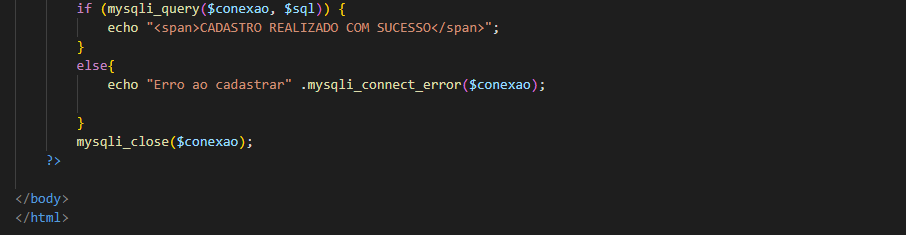 if (mysqli_query($conexao, $sql)) {
echo "<span>CADASTRO REALIZADO COM SUCESSO</span>";
}
else{
echo "Erro ao cadastrar" .mysqli_connect_error($conexao);
}
mysqli_close($conexao);
?>
</body>
</html>